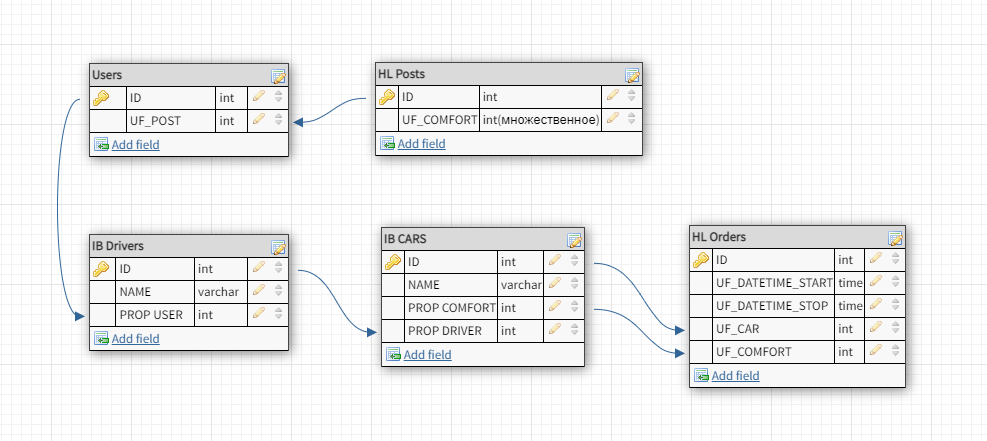 Users
ID int
UF_POST int
Add field
HL Posts
ID int
UF_COMFORT int(множественное)
Add field
IB Drivers
ID int
NAME varchar
PROP USER int
Add field
IB CARS
ID int
NAME varchar
PROP COMFORT int
PROP DRIVER int
Add field
HL Orders
ID int
UF_DATETIME_START time
UF_DATETIME_STOP time
UF_CAR int
UF_COMFORT int
Add field